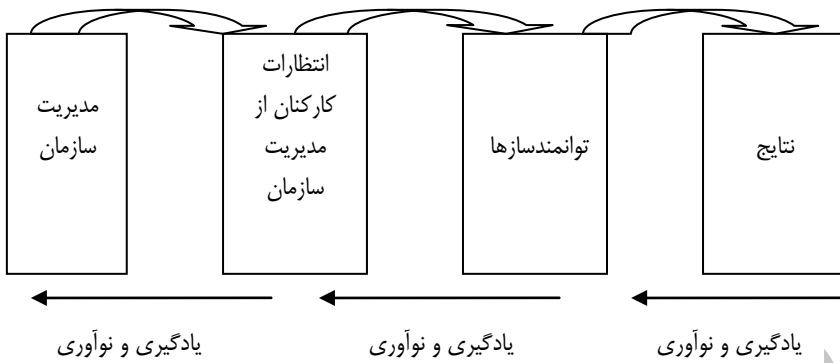 مدیریت
سازمان
انتظارات
کارکنان از
مدیریت
سازمان
توانمندسازها
نتایج
یادگیری و نوآوری
یادگیری و نوآوری
یادگیری و نوآوری